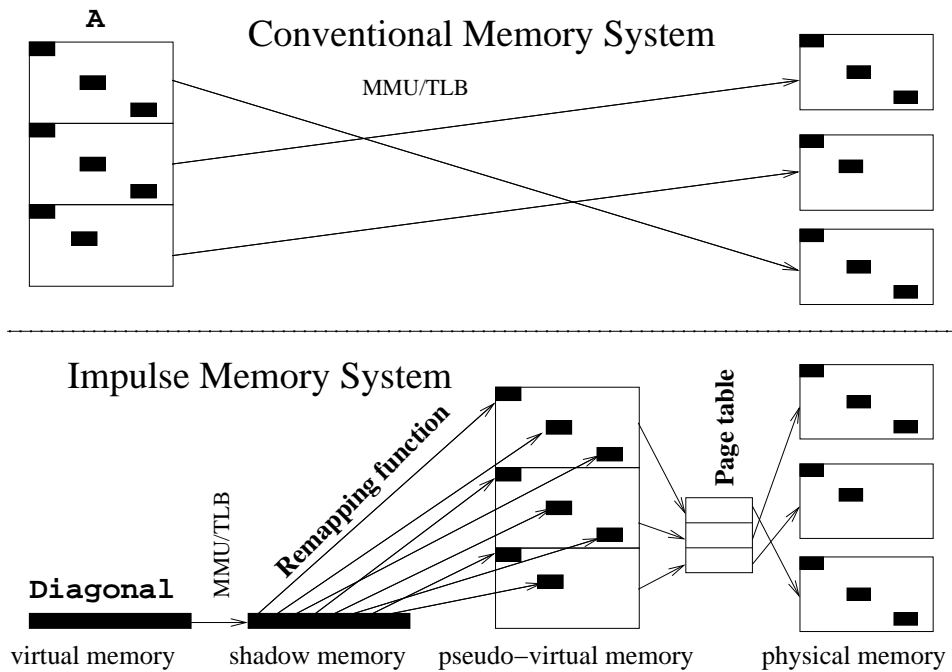 A
Conventional Memory System
MMU/TLB
Impulse Memory System
Remapping function
Page table
MMU/TLB
Diagonal
virtual memory
shadow memory
pseudo−virtual memory
physical memory